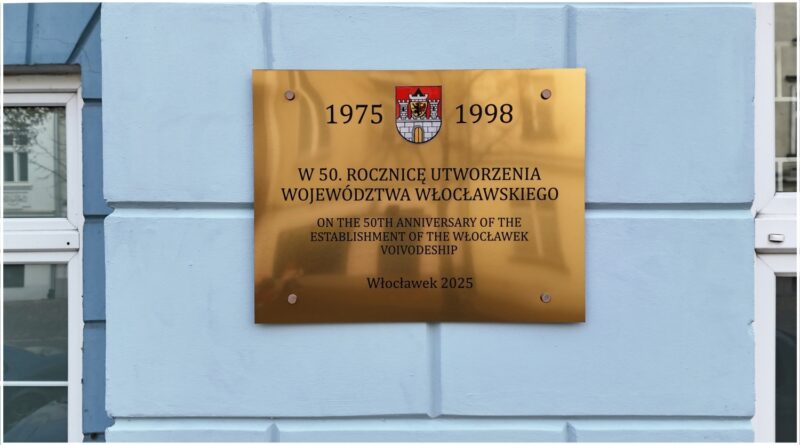 1975 1998
W 50. ROCZNICĘ UTWORZENIA
WOJEWÓDZTWA WŁOCŁAWSKIEGO
ON THE 50TH ANNIVERSARY OF THE
ESTABLISHMENT OF THE WŁOCŁAWEK
VOIVODESHIP
Włocławek 2025